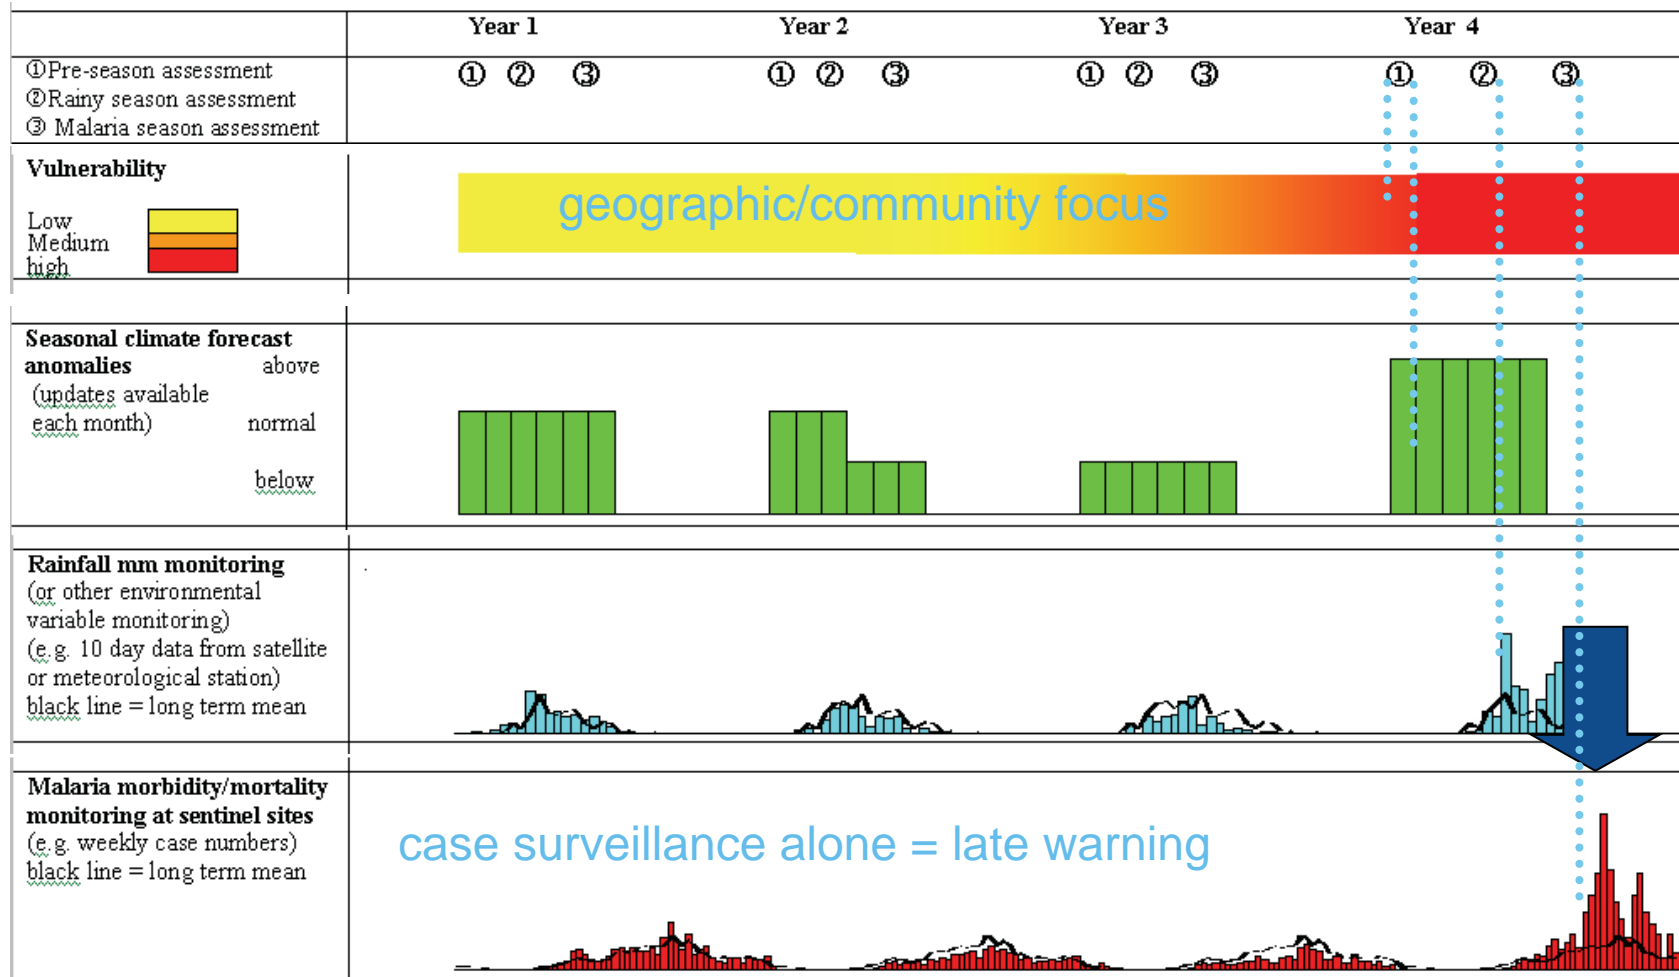 Year 1 Year 2 Year 3 Year 4
①Pre-season assessment ① ② ③ ① ② ③ ① ② ③ ① ② ③
②Rainy season assessment
③ Malaria season assessment
Vulnerability
geographic/community focus
Low
Medium
high
Seasonal climate forecast
anomalies above
(updates available
each month) normal
below
Rainfall mm monitoring
(or other environmental
variable monitoring)
(e.g. 10 day data from satellite
or meteorological station)
black line = long term mean
Malaria morbidity/mortality
monitoring at sentinel sites
(e.g. weekly case numbers)
black line = long term mean
case surveillance alone = late warning